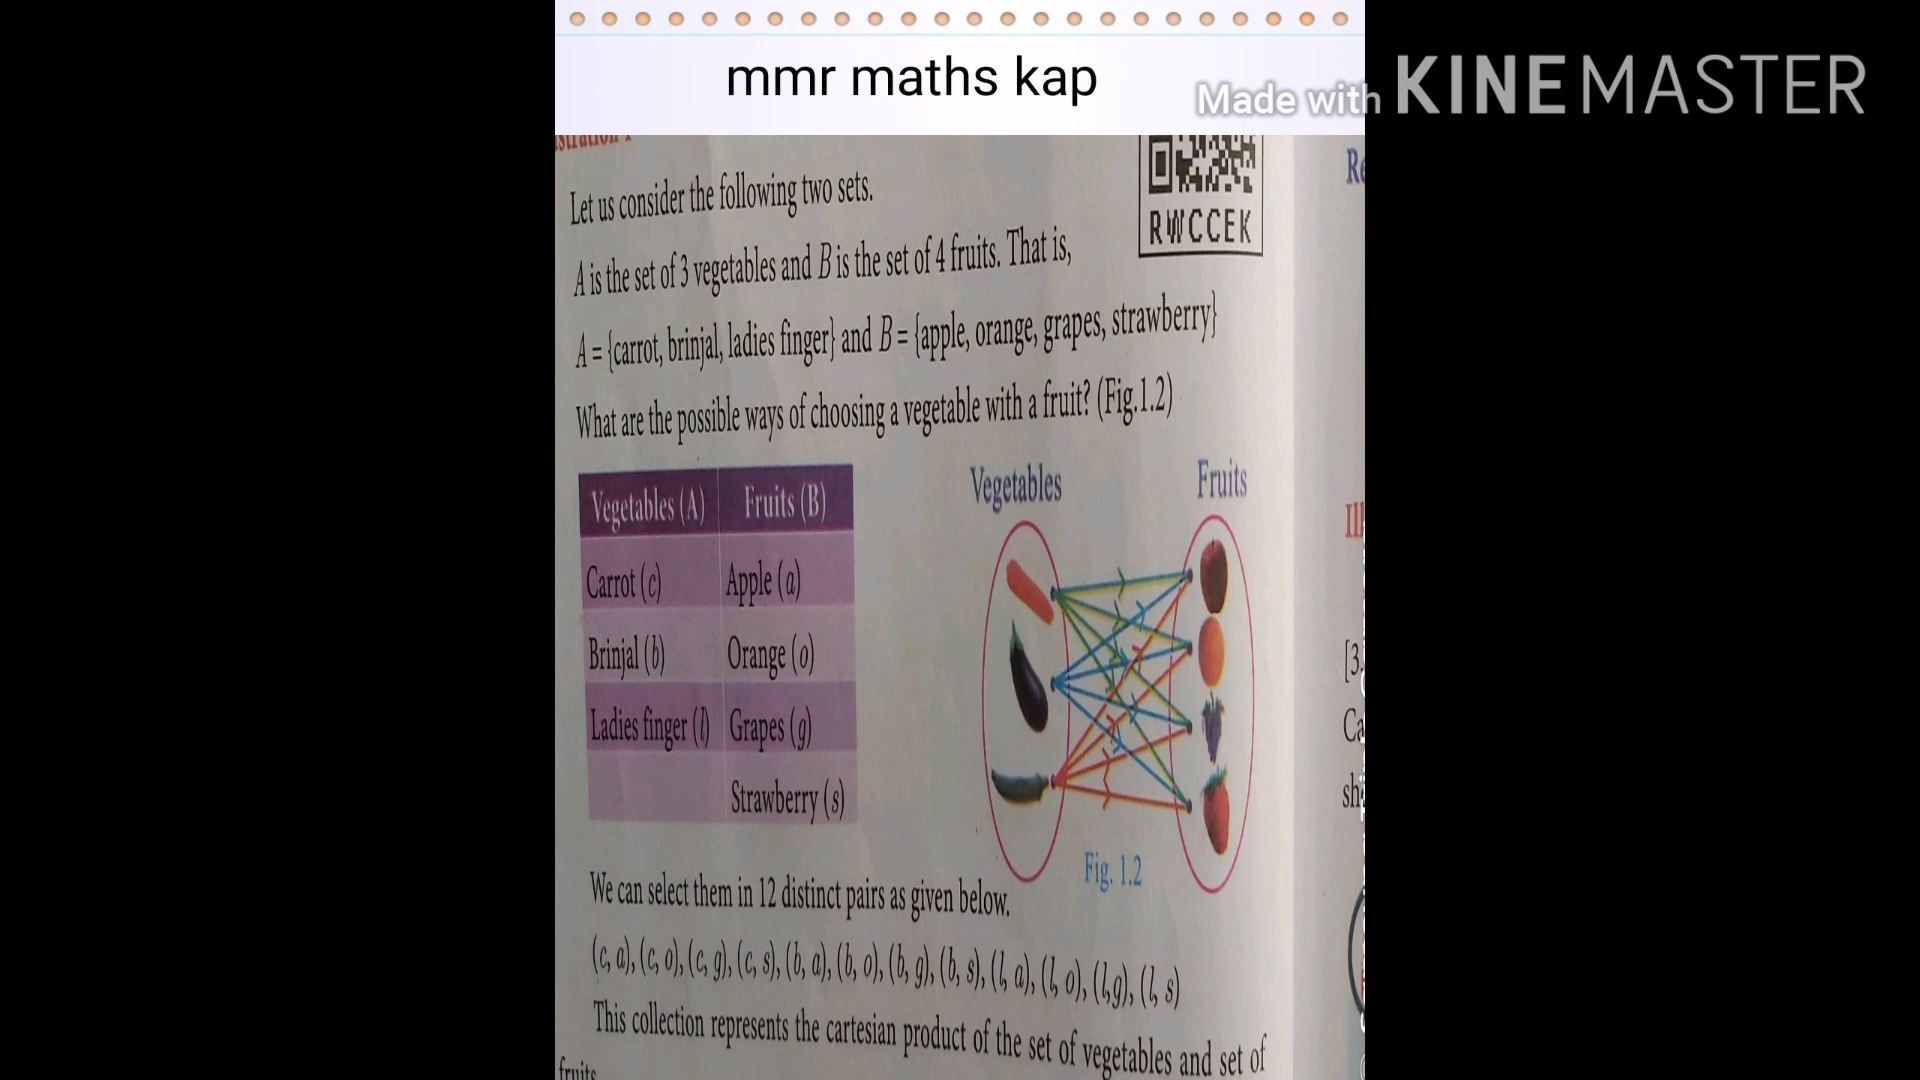 mmr maths kap
Made with KINEMASTER
Let us consider the following two sets.
RWCCEK
A is the set of 3 vegetables and B is the set of 4 fruits. That is,
A = {carrot, brinjal, ladies finger} and B = {apple, orange, grapes, strawberry}
What are the possible ways of choosing a vegetable with a fruit? (Fig.1.2)
Vegetables (A) Fruits (B)
Carrot (c) Apple (a)
Brinjal (b) Orange (o)
Ladies finger (l) Grapes (g)
Strawberry (s)
Vegetables Fruits
Fig. 1.2
We can select them in 12 distinct pairs as given below.
(c, a), (c, o), (c, g), (c, s), (b, a), (b, o), (b, g), (b, s), (l, a), (l, o), (l,g), (l, s)
This collection represents the cartesian product of the set of vegetables and set of
fruits